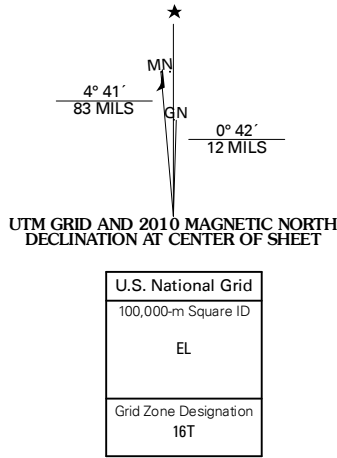 ★
MN
4° 41´
83 MILS
GN
0° 42´
12 MILS
UTM GRID AND 2010 MAGNETIC NORTH
DECLINATION AT CENTER OF SHEET
U.S. National Grid
100,000-m Square ID
EL
Grid Zone Designation
16T